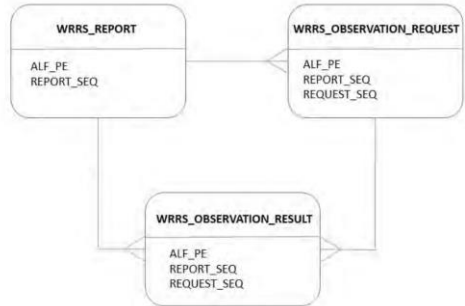 WRRS_REPORT
ALF_PE
REPORT_SEQ
WRRS_OBSERVATION_REQUEST
ALF_PE
REPORT_SEQ
REQUEST_SEQ
WRRS_OBSERVATION_RESULT
ALF_PE
REPORT_SEQ
REQUEST_SEQ